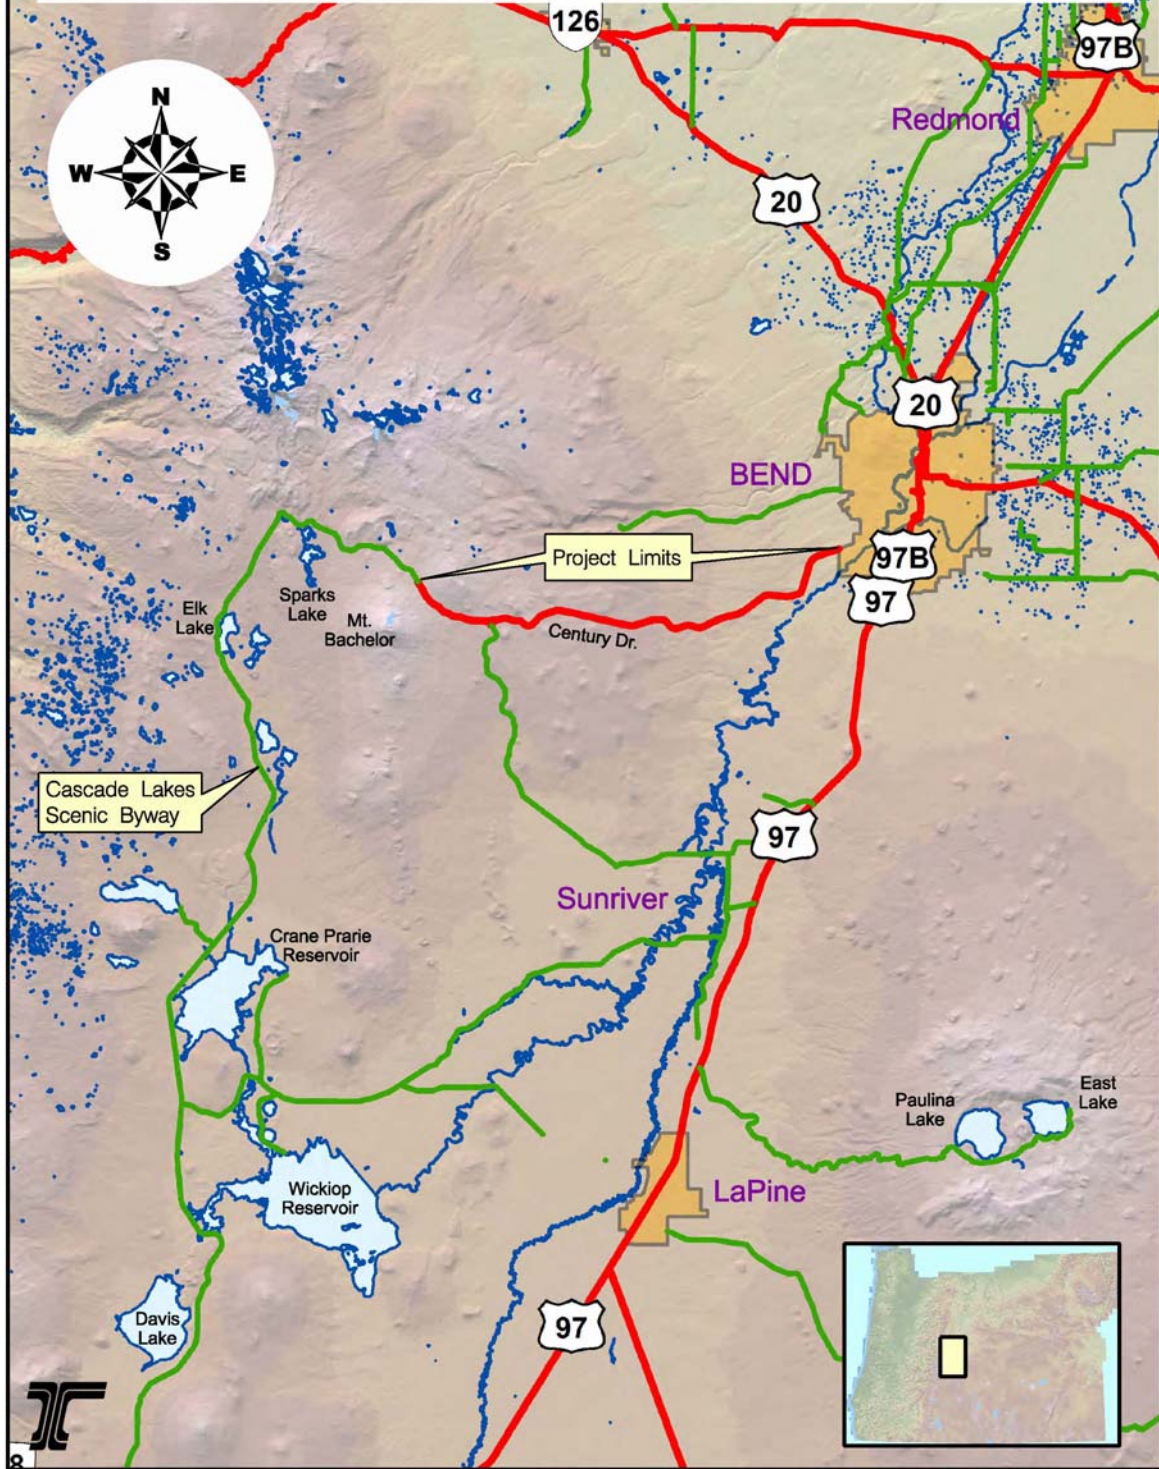 126
97B
Redmond
N
W E
S
20
20
BEND
Project Limits
97B
97
Sparks
Lake
Elk
Lake
Mt.
Bachelor
Century Dr.
Cascade Lakes
Scenic Byway
97
Sunriver
Crane Prarie
Reservoir
East
Lake
Paulina
Lake
Wickiop
Reservoir
LaPine
Davis
Lake
97